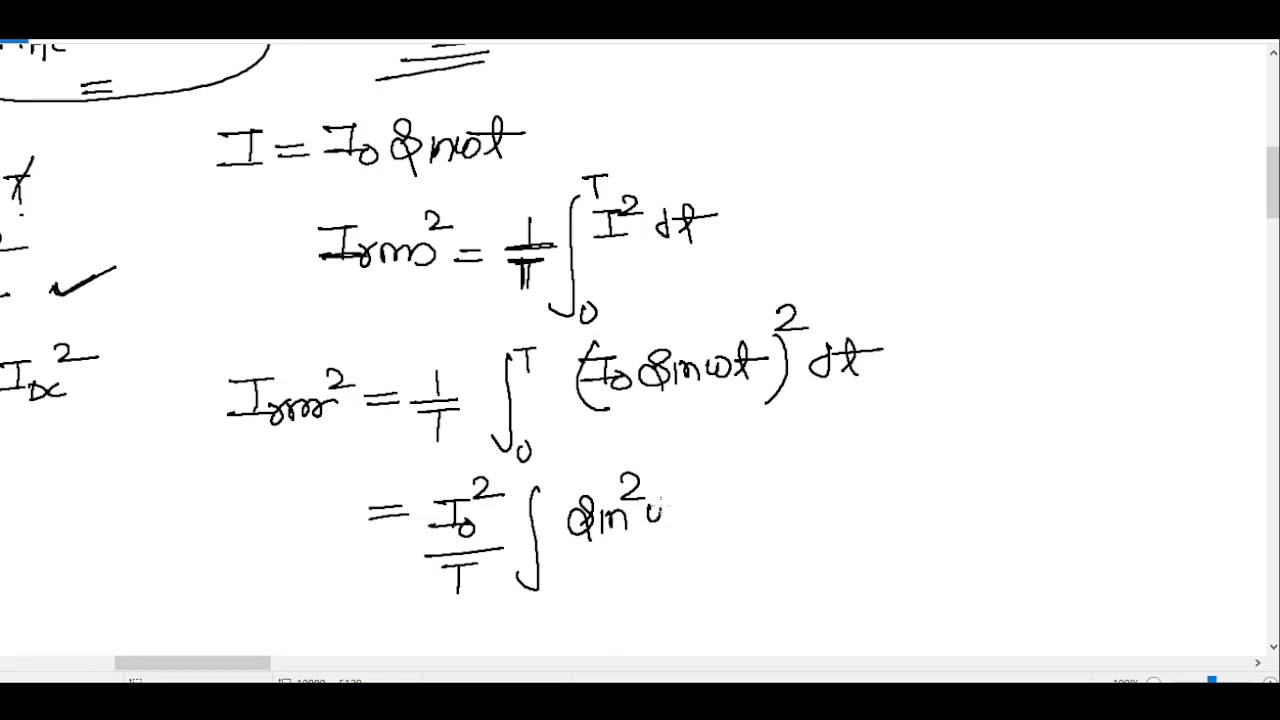 I = I₀ sin ωt
T
Irms² = 1/T ∫₀ᵀ I² dt
I_DC²
Irms² = 1/T ∫₀ᵀ (I₀ sin ωt)² dt
= I₀²/T ∫ sin²